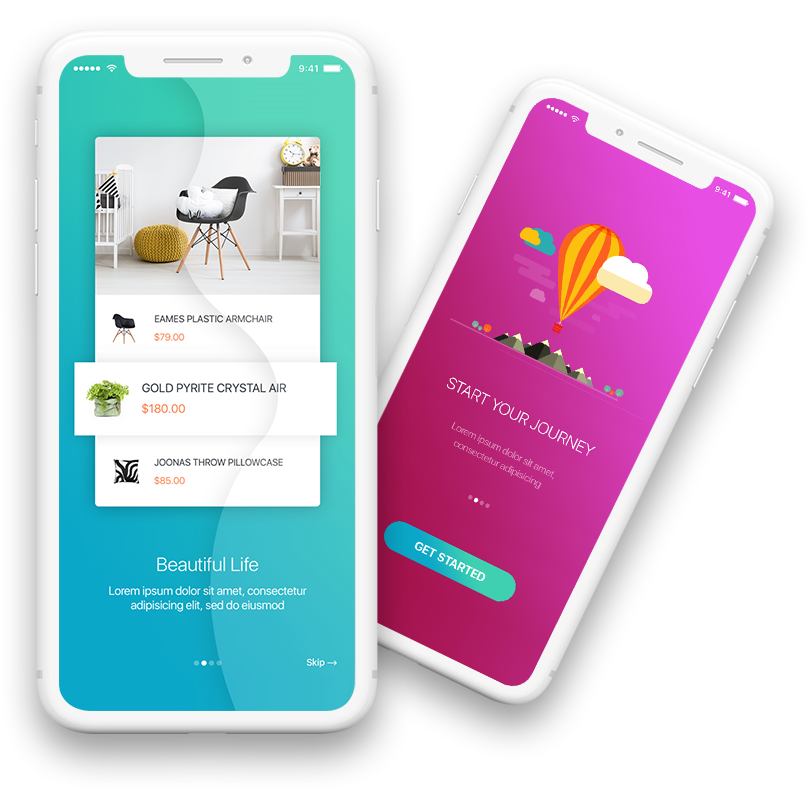 9:41
EAMES PLASTIC ARMCHAIR
$79.00
GOLD PYRITE CRYSTAL AIR
$180.00
JOONAS THROW PILLOWCASE
$85.00
Beautiful Life
Lorem ipsum dolor sit amet, consectetur
adipisicing elit, sed do eiusmod
Skip
9:41
START YOUR JOURNEY
Lorem ipsum dolor sit amet,
consectetur adipisicing
GET STARTED